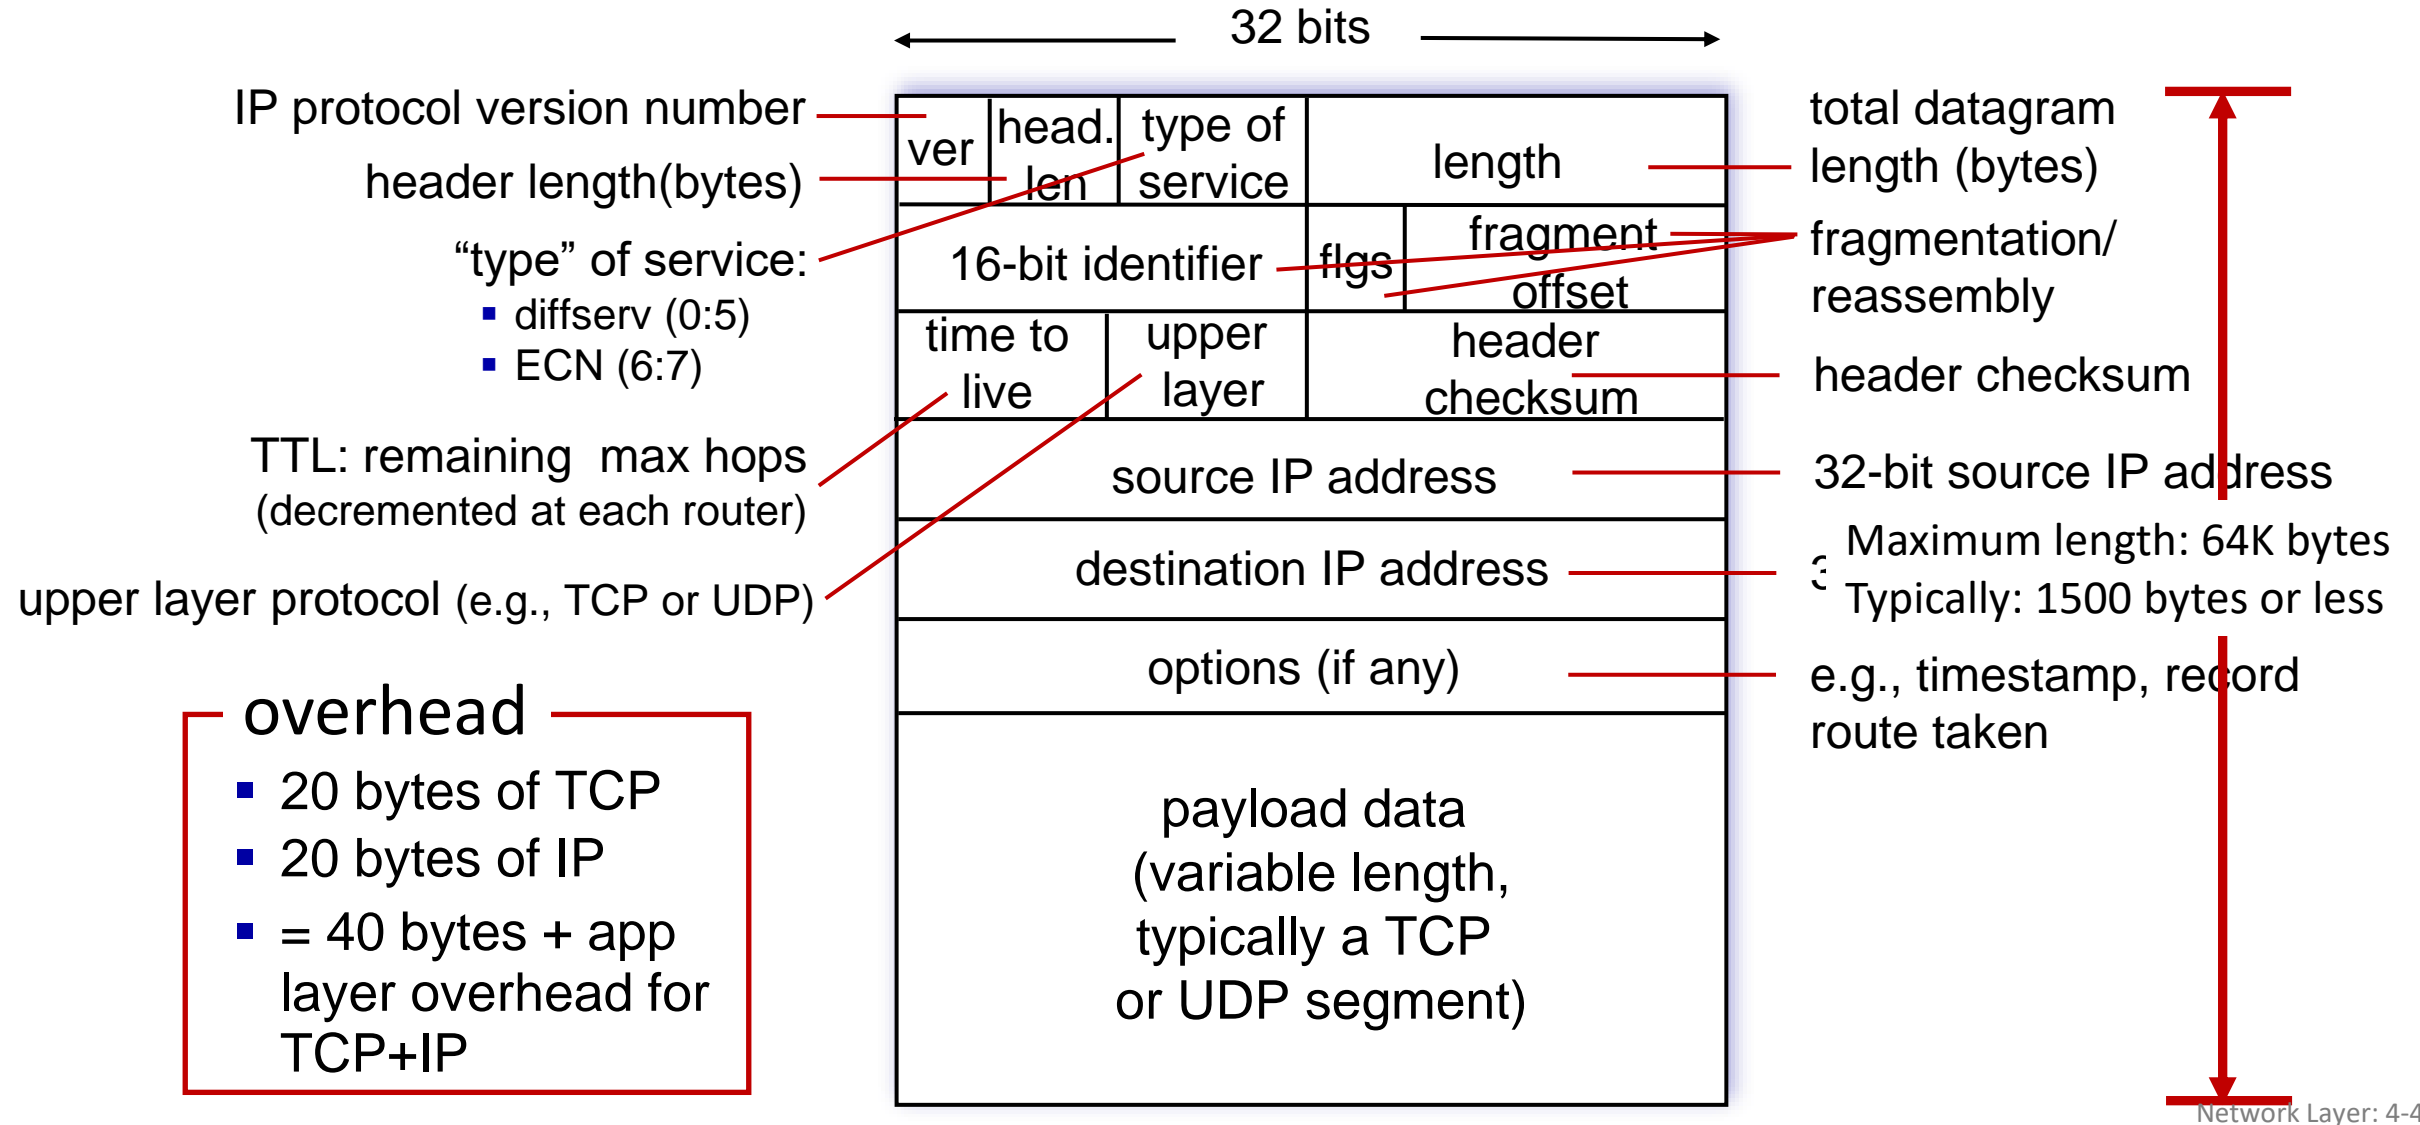 32 bits
IP protocol version number
header length(bytes)
“type” of service:
diffserv (0:5)
ECN (6:7)
TTL: remaining max hops
(decremented at each router)
upper layer protocol (e.g., TCP or UDP)
overhead
20 bytes of TCP
20 bytes of IP
= 40 bytes + app
layer overhead for
TCP+IP
ver
head.
len
type of
service
length
16-bit identifier
flgs
fragment
offset
time to
live
upper
layer
header
checksum
source IP address
destination IP address
options (if any)
payload data
(variable length,
typically a TCP
or UDP segment)
total datagram
length (bytes)
fragmentation/
reassembly
header checksum
32-bit source IP address
Maximum length: 64K bytes
Typically: 1500 bytes or less
e.g., timestamp, record
route taken
Network Layer: 4-4